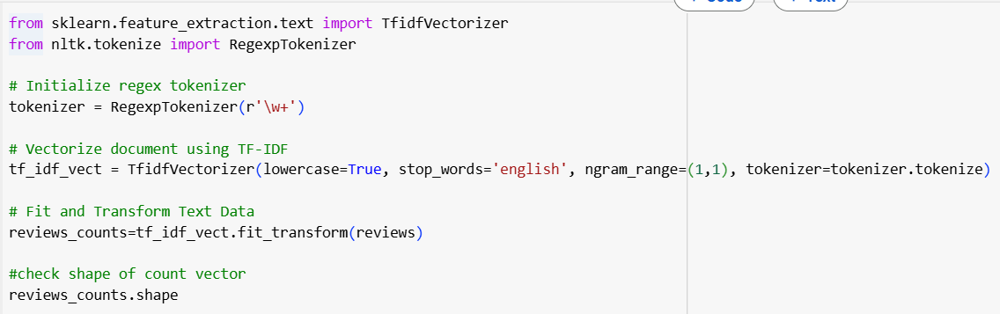 Code Text
from sklearn.feature_extraction.text import TfidfVectorizer
from nltk.tokenize import RegexpTokenizer
# Initialize regex tokenizer
tokenizer = RegexpTokenizer(r'\w+')
# Vectorize document using TF-IDF
tf_idf_vect = TfidfVectorizer(lowercase=True, stop_words='english', ngram_range=(1,1), tokenizer=tokenizer.tokenize)
# Fit and Transform Text Data
reviews_counts=tf_idf_vect.fit_transform(reviews)
#check shape of count vector
reviews_counts.shape